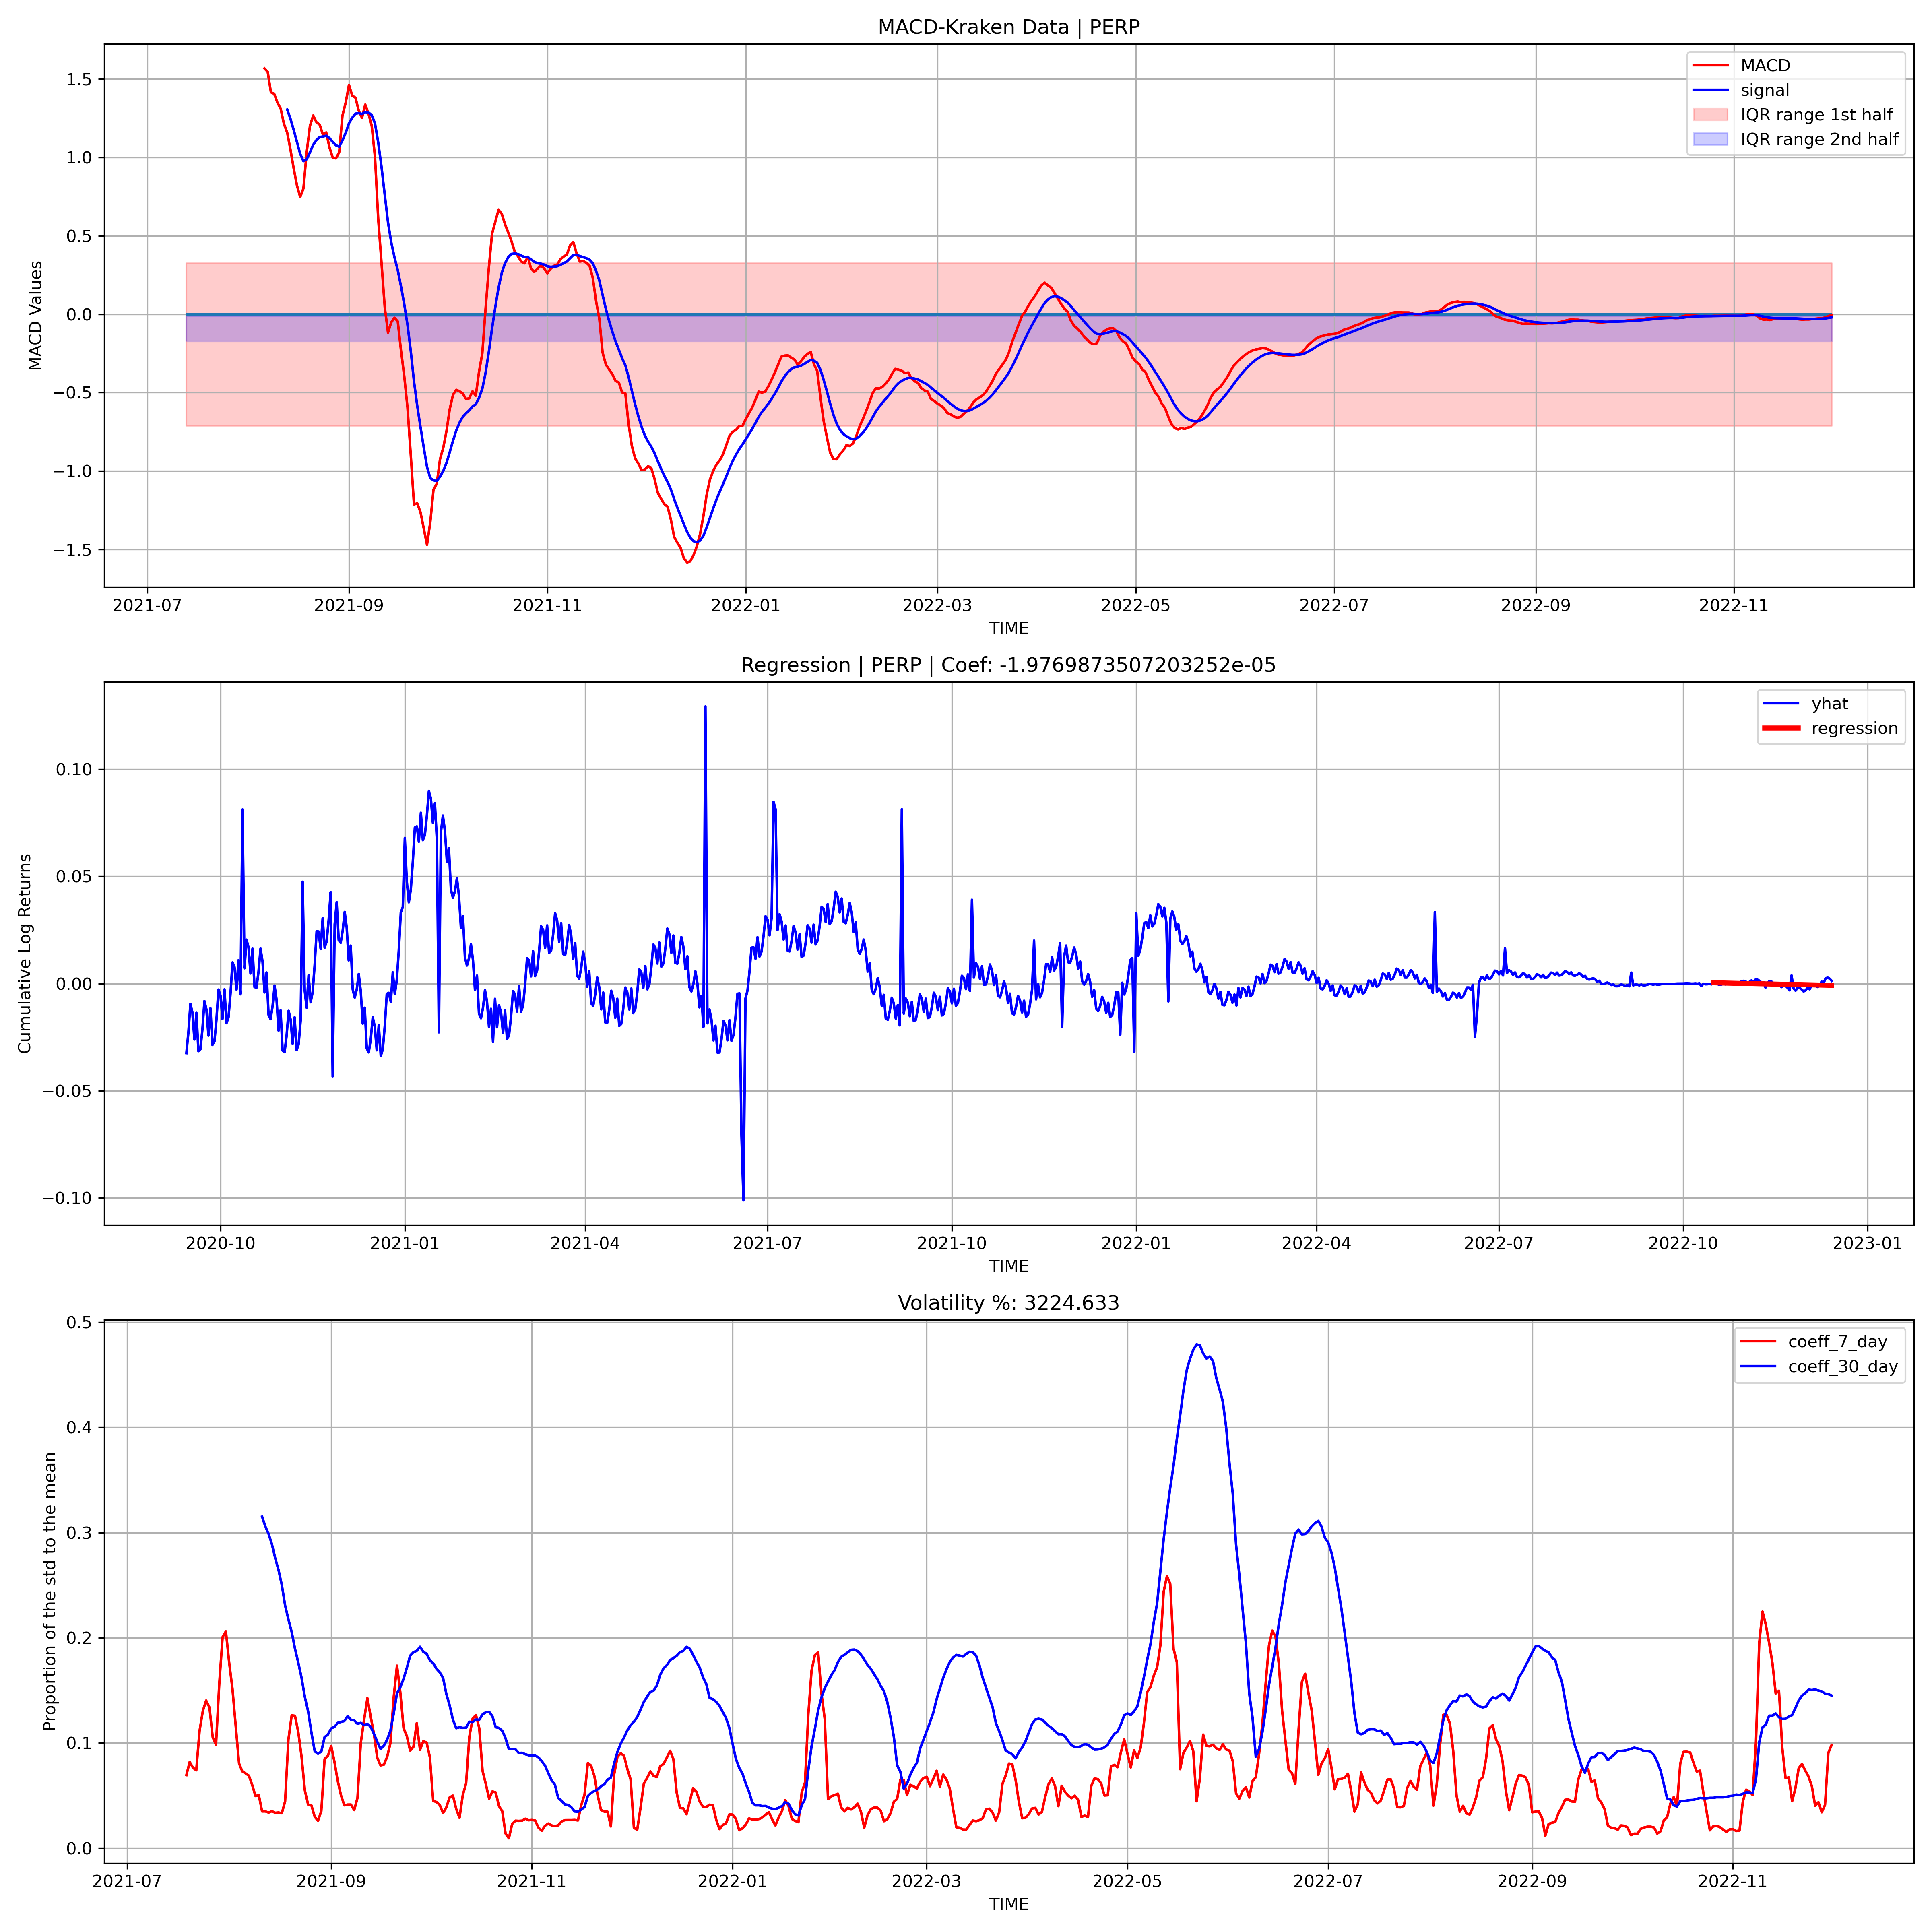 MACD-Kraken Data | PERP
MACD Values
1.5
1.0
0.5
0.0
−0.5
−1.0
−1.5
MACD
signal
IQR range 1st half
IQR range 2nd half
2021-07 2021-09 2021-11 2022-01 2022-03 2022-05 2022-07 2022-09 2022-11
TIME
Regression | PERP | Coef: -1.9769873507203252e-05
Cumulative Log Returns
0.10
0.05
0.00
−0.05
−0.10
yhat
regression
2020-10 2021-01 2021-04 2021-07 2021-10 2022-01 2022-04 2022-07 2022-10 2023-01
TIME
Volatility %: 3224.633
Proportion of the std to the mean
0.5
0.4
0.3
0.2
0.1
0.0
coeff_7_day
coeff_30_day
2021-07 2021-09 2021-11 2022-01 2022-03 2022-05 2022-07 2022-09 2022-11
TIME